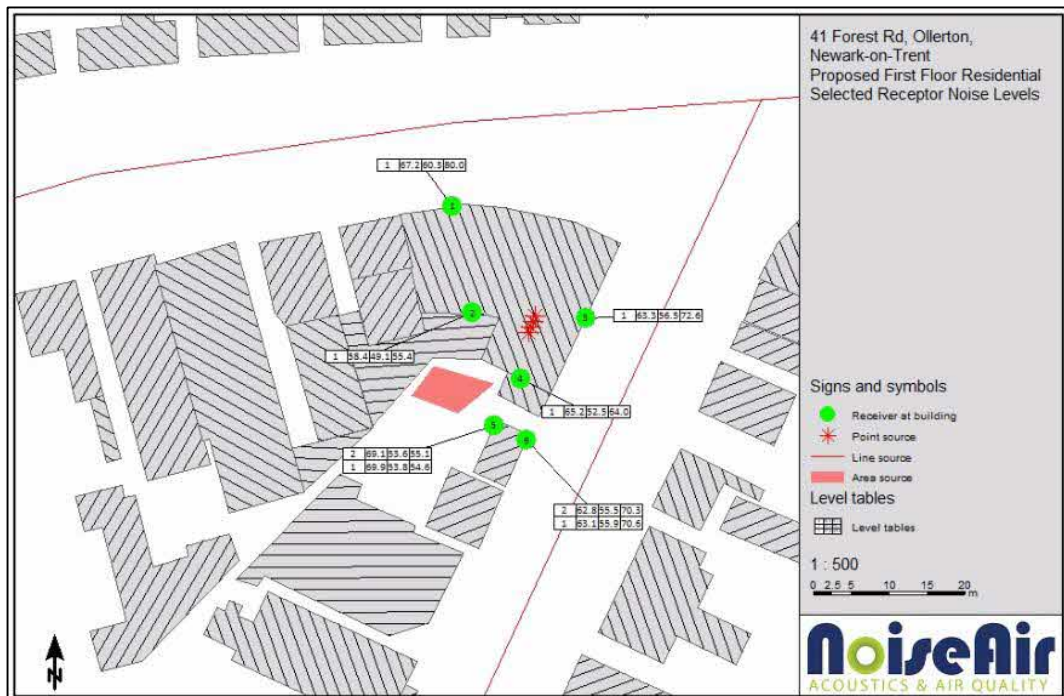 41 Forest Rd, Ollerton,
Newark-on-Trent
Proposed First Floor Residential
Selected Receptor Noise Levels
1 67.2 60.3 80.0
1
2
3
1 63.3 56.5 72.6
1 58.4 49.1 55.4
4
1 65.2 52.5 64.0
5
6
2 69.1 53.6 55.1
1 69.9 53.8 54.6
2 62.8 55.5 70.3
1 63.1 55.9 70.6
N
Signs and symbols
Receiver at building
Point source
Line source
Area source
Level tables
Level tables
1 : 500
0 2.5 5 10 15 20
m
NoiseAir
ACOUSTICS & AIR QUALITY